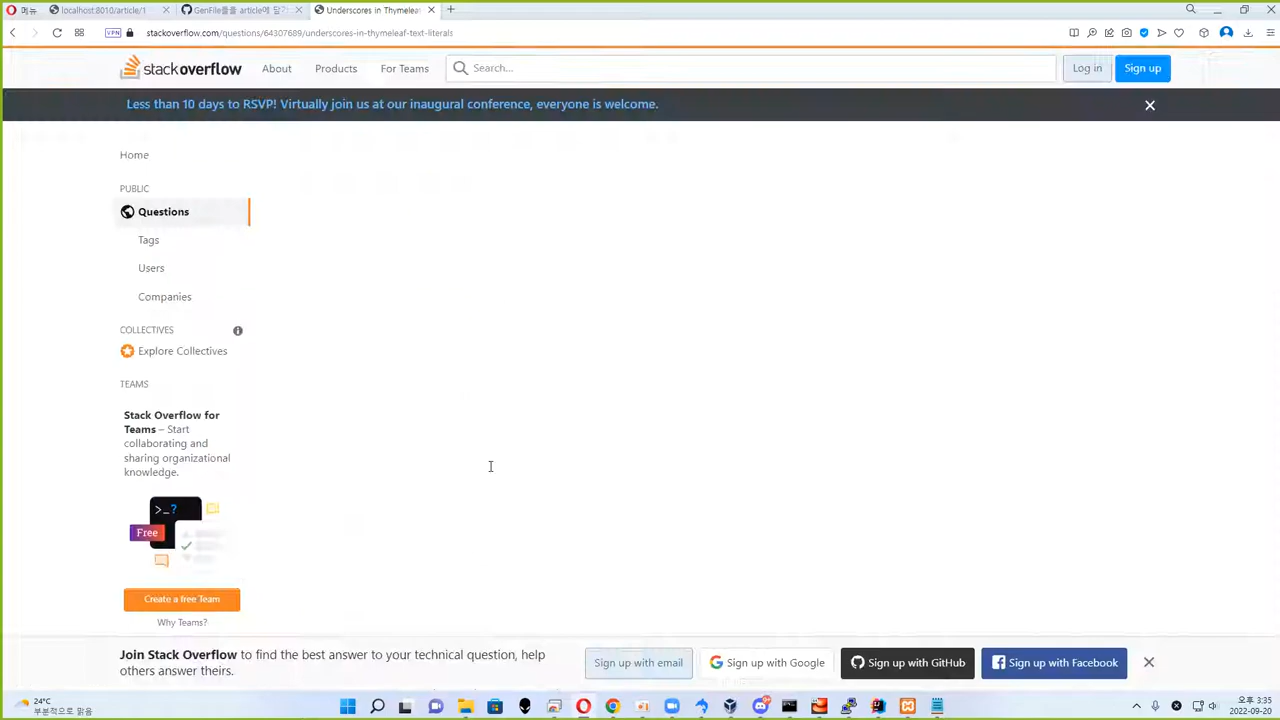 메뉴
localhost:8010/article/1
GenFile들을 article에 달기
Underscores in Thymeleaf
VPN
stackoverflow.com/questions/64307689/underscores-in-thymeleaf-text-literals
stackoverflow
About
Products
For Teams
Search...
Log in
Sign up
Less than 10 days to RSVP! Virtually join us at our inaugural conference, everyone is welcome.
Home
PUBLIC
Questions
Tags
Users
Companies
COLLECTIVES
Explore Collectives
TEAMS
Stack Overflow for
Teams – Start
collaborating and
sharing organizational
knowledge.
>_?
Free
Create a free Team
Why Teams?
Join Stack Overflow to find the best answer to your technical question, help
others answer theirs.
Sign up with email
Sign up with Google
Sign up with GitHub
Sign up with Facebook
24°C
부분적으로 맑음
오후 3:35
2022-09-20